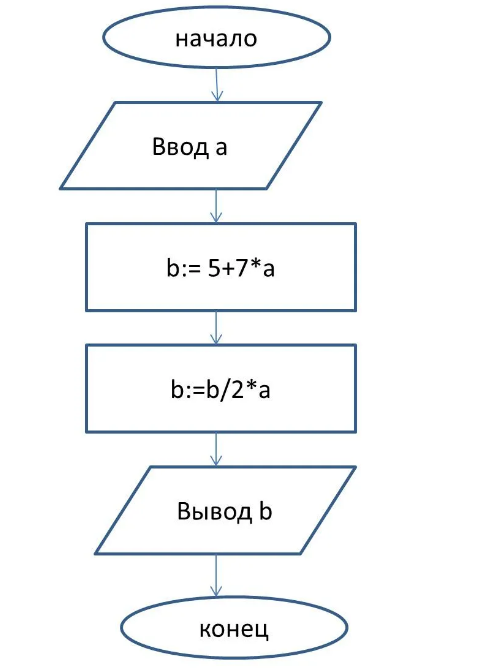 начало
Ввод a
b:= 5+7*a
b:=b/2*a
Вывод b
конец